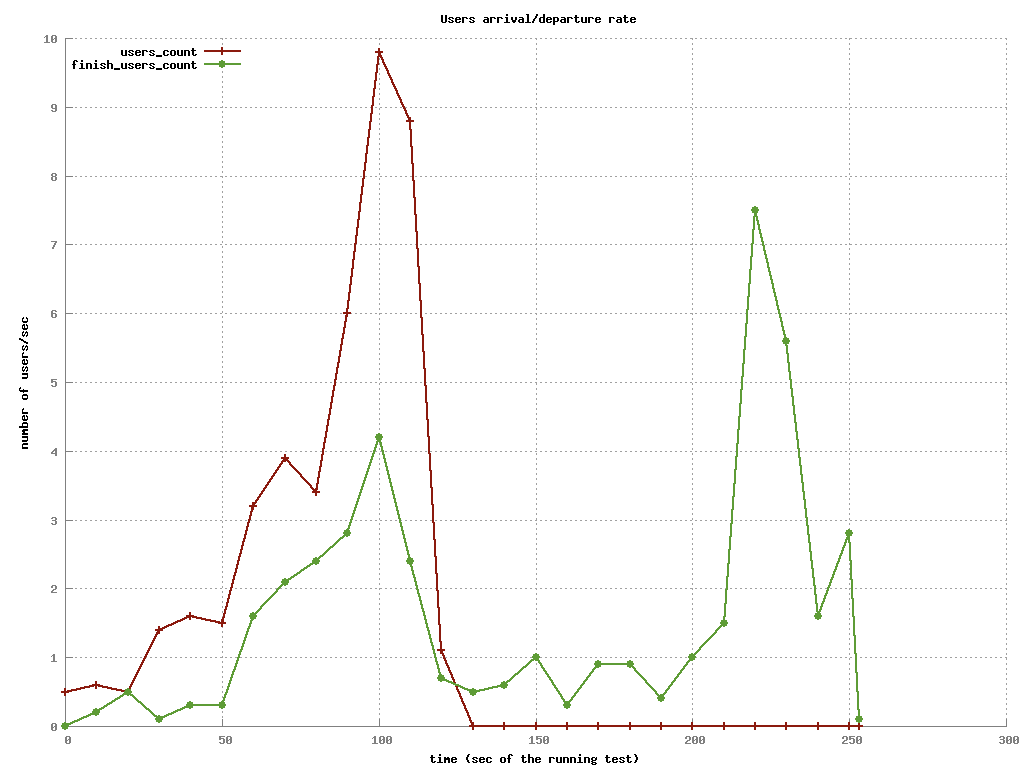 Users arrival/departure rate
users_count
finish_users_count
10
9
8
7
6
5
4
3
2
1
0
number of users/sec
0 50 100 150 200 250 300
time (sec of the running test)